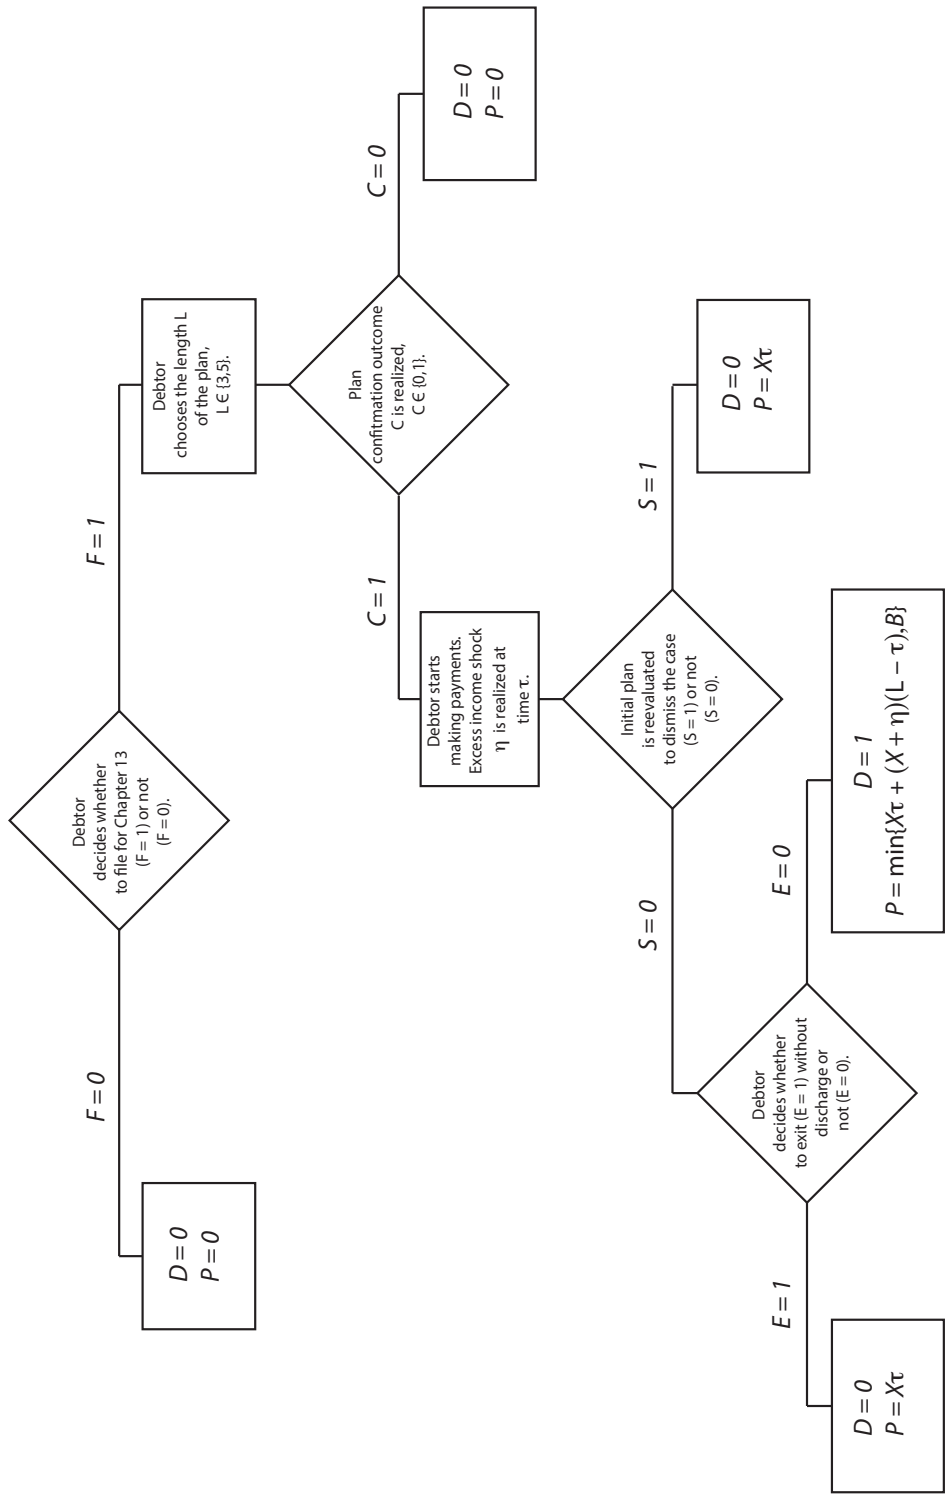 Debtor
decides whether
to file for Chapter 13
(F = 1) or not
(F = 0).
F = 0
F = 1
D = 0
P = 0
Debtor
chooses the length L
of the plan,
L ∈ {3,5}.
Plan
confitmation outcome
C is realized,
C ∈ {0,1}.
C = 1
C = 0
D = 0
P = 0
Debtor starts
making payments.
Excess income shock
η is realized at
time τ.
Initial plan
is reevaluated
to dismiss the case
(S = 1) or not
(S = 0).
S = 0
S = 1
D = 0
P = Xτ
Debtor
decides whether
to exit (E = 1) without
discharge or
not (E = 0).
E = 1
E = 0
D = 0
P = Xτ
D = 1
P = min{Xτ + (X + η)(L − τ),B}